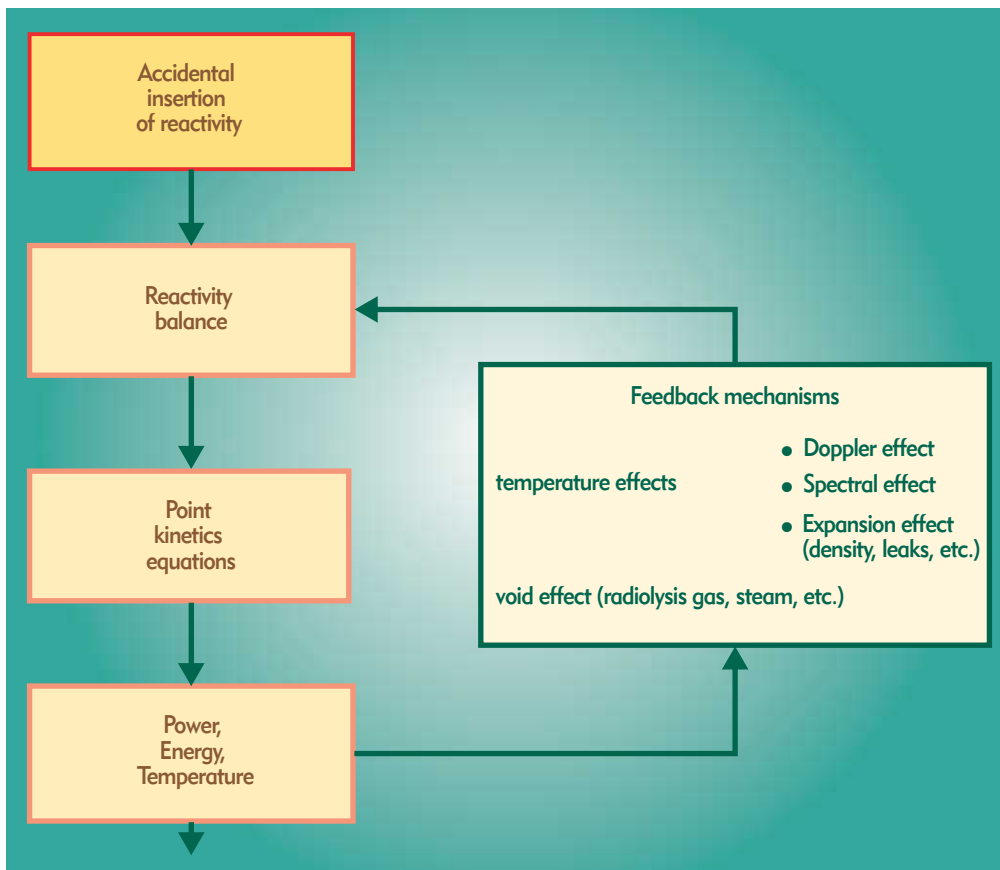 Accidental
insertion
of reactivity
Reactivity
balance
Point
kinetics
equations
Power,
Energy,
Temperature
Feedback mechanisms
temperature effects
• Doppler effect
• Spectral effect
• Expansion effect
(density, leaks, etc.)
void effect (radiolysis gas, steam, etc.)